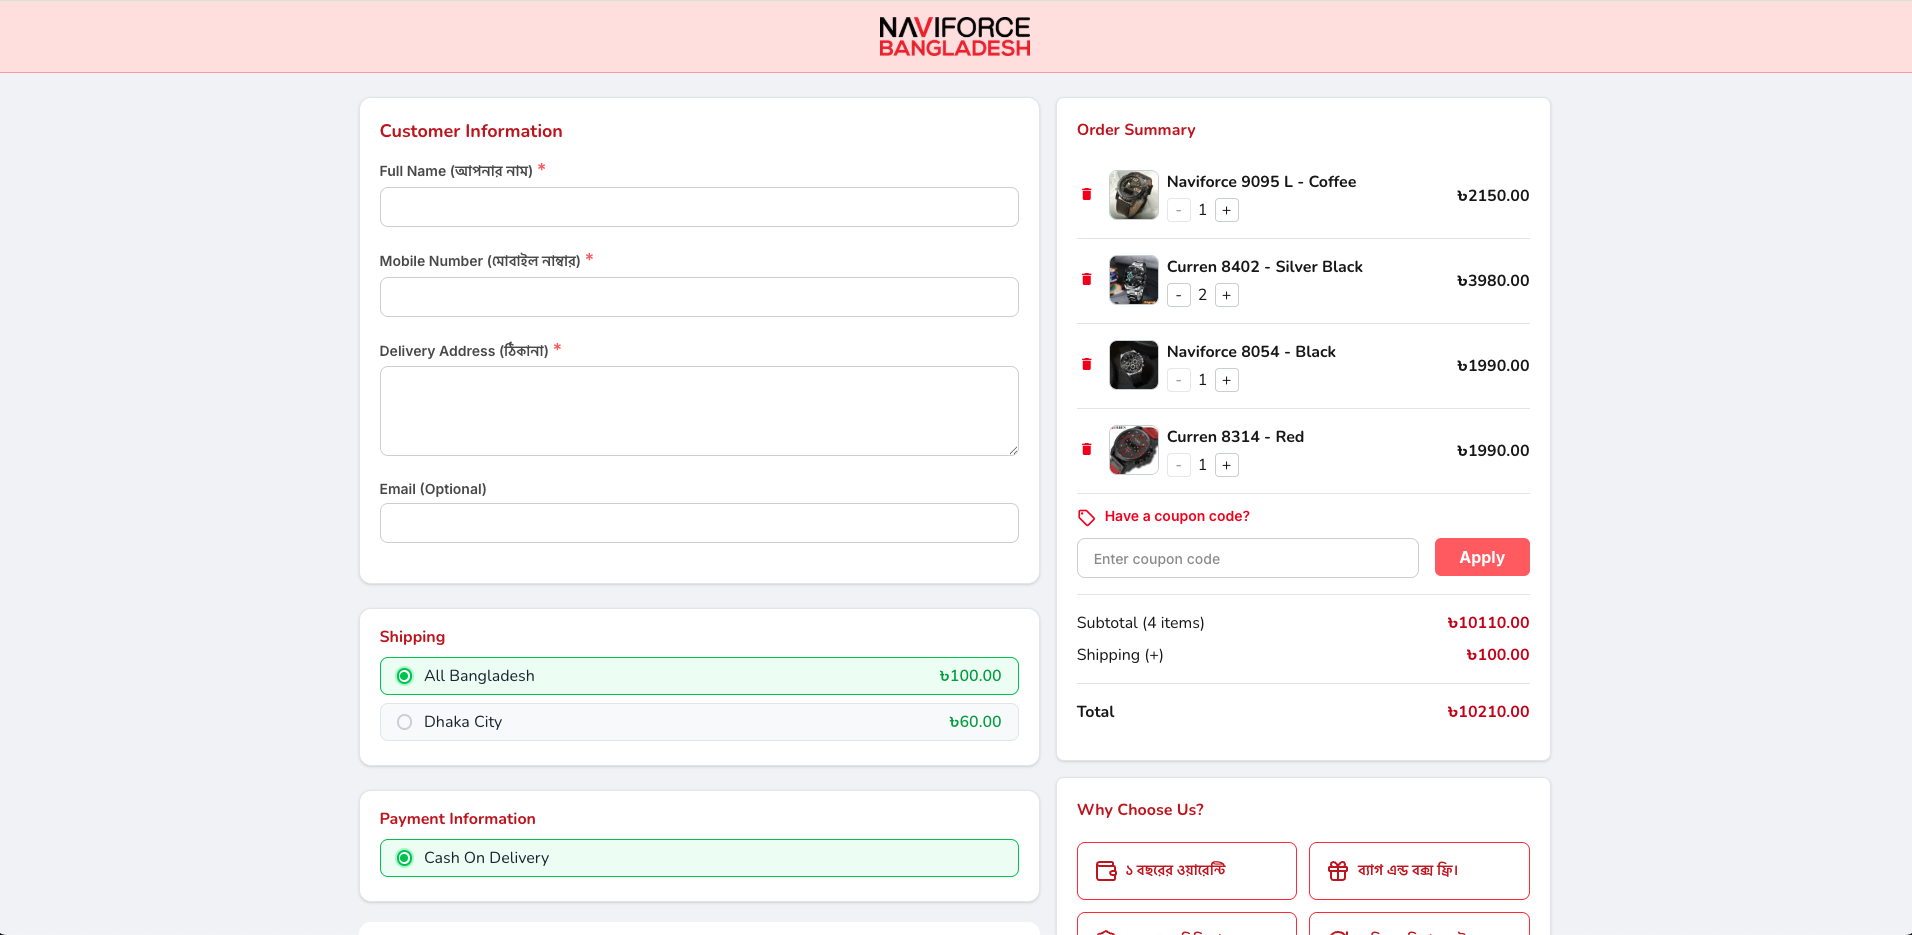 NAVIFORCE
BANGLADESH
Customer Information
Full Name (আপনার নাম) *
Mobile Number (মোবাইল নাম্বার) *
Delivery Address (ঠিকানা) *
Email (Optional)
Shipping
All Bangladesh ৳100.00
Dhaka City ৳60.00
Payment Information
Cash On Delivery
Order Summary
Naviforce 9095 L - Coffee
- 1 +
৳2150.00
Curren 8402 - Silver Black
- 2 +
৳3980.00
Naviforce 8054 - Black
- 1 +
৳1990.00
Curren 8314 - Red
- 1 +
৳1990.00
Have a coupon code?
Enter coupon code
Apply
Subtotal (4 items) ৳10110.00
Shipping (+) ৳100.00
Total ৳10210.00
Why Choose Us?
১ বছরের ওয়ারেন্টি
ব্যাগ এন্ড বক্স ফ্রি।